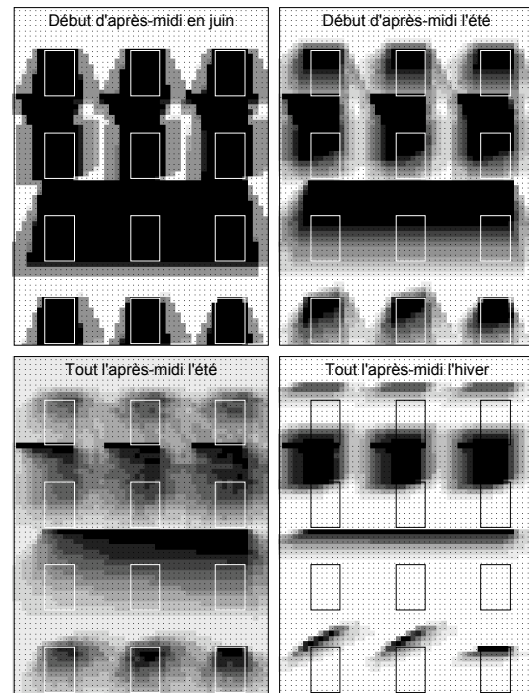 Début d'après-midi en juin
Début d'après-midi l'été
Tout l'après-midi l'été
Tout l'après-midi l'hiver